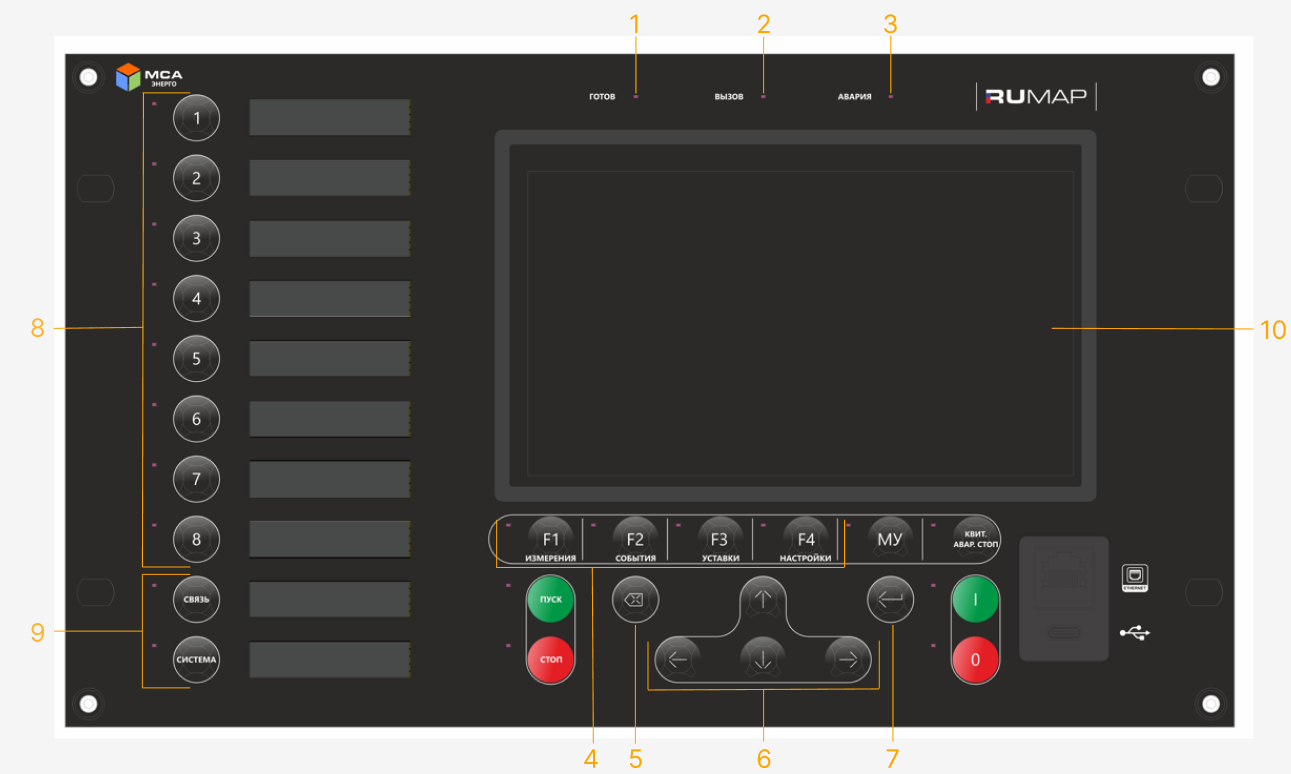 1
2
3
МСА
ЭНЕРГО
ГОТОВ
ВЫЗОВ
АВАРИЯ
RUMAP
1
2
3
4
5
6
7
8
8
10
F1
ИЗМЕРЕНИЯ
F2
СОБЫТИЯ
F3
УСТАВКИ
F4
НАСТРОЙКИ
МУ
КВИТ.
АВАР. СТОП
9
СВЯЗЬ
СИСТЕМА
ПУСК
СТОП
I
0
ETHERNET
4
5
6
7